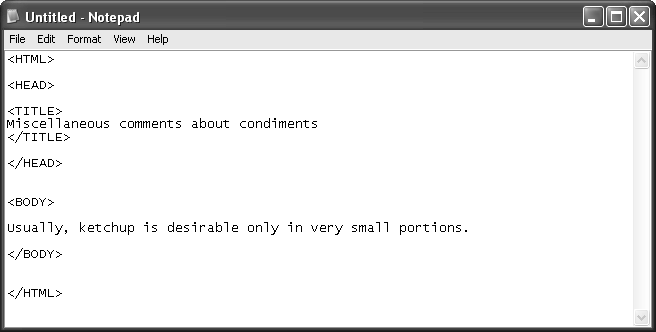 Untitled - Notepad
File Edit Format View Help
<HTML>
<HEAD>
<TITLE>
Miscellaneous comments about condiments
</TITLE>
</HEAD>
<BODY>
Usually, ketchup is desirable only in very small portions.
</BODY>
</HTML>